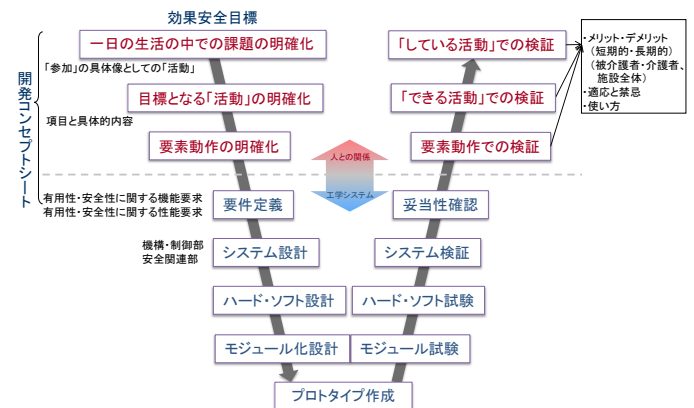 効果安全目標
一日の生活の中での課題の明確化
「参加」の具体像としての「活動」
目標となる「活動」の明確化
項目と具体的内容
要素動作の明確化
開発コンセプトシート
有用性・安全性に関する機能要求
有用性・安全性に関する性能要求
要件定義
機構・制御部
安全関連部
システム設計
ハード・ソフト設計
モジュール化設計
プロトタイプ作成
モジュール試験
ハード・ソフト試験
システム検証
妥当性確認
人との関係
工学システム
要素動作での検証
「できる活動」での検証
「している活動」での検証
・メリット・デメリット
（短期的・長期的）
（被介護者・介護者、
施設全体）
・適応と禁忌
・使い方